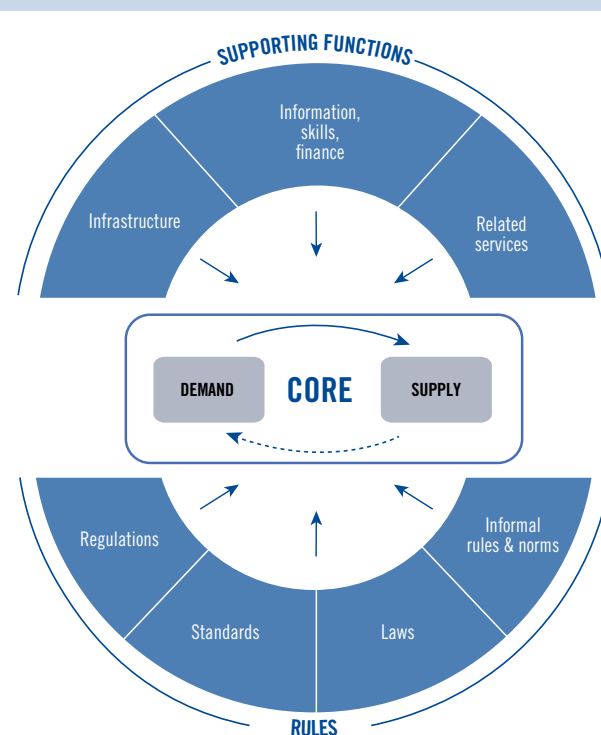 SUPPORTING FUNCTIONS
Information,
skills,
finance
Infrastructure
Related
services
DEMAND
CORE
SUPPLY
Regulations
Informal
rules & norms
Standards
Laws
RULES